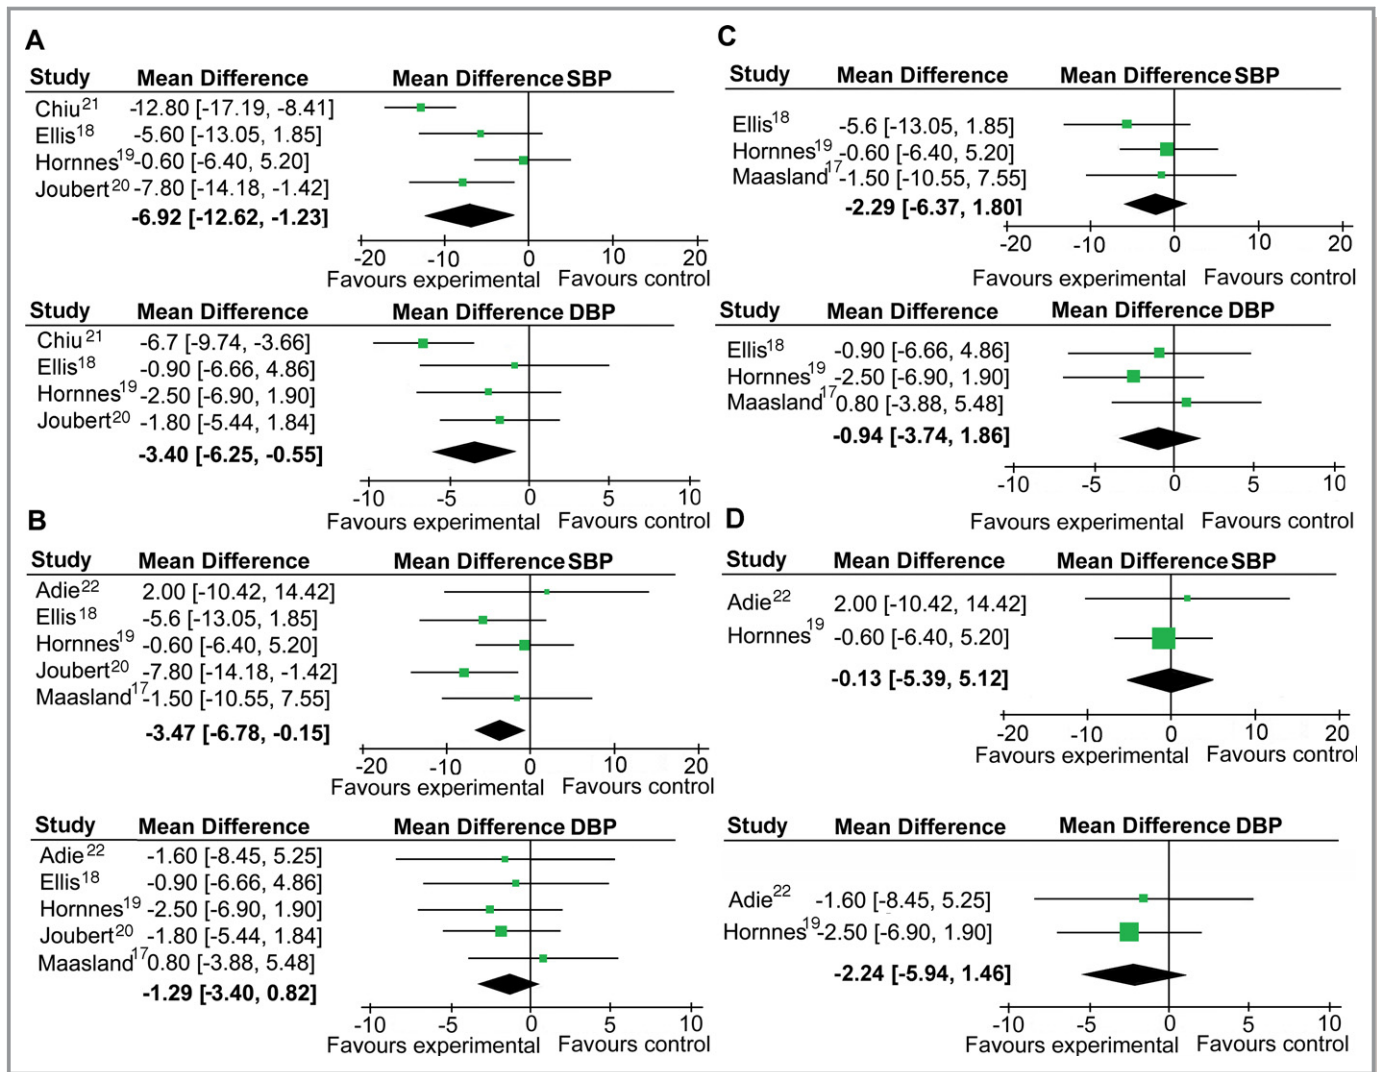 A
Study Mean Difference Mean Difference SBP
Chiu21 -12.80 [-17.19, -8.41]
Ellis18 -5.60 [-13.05, 1.85]
Hornnes19 -0.60 [-6.40, 5.20]
Joubert20 -7.80 [-14.18, -1.42]
-6.92 [-12.62, -1.23]
-20 -10 0 10 20
Favours experimental Favours control
Study Mean Difference Mean Difference DBP
Chiu21 -6.7 [-9.74, -3.66]
Ellis18 -0.90 [-6.66, 4.86]
Hornnes19 -2.50 [-6.90, 1.90]
Joubert20 -1.80 [-5.44, 1.84]
-3.40 [-6.25, -0.55]
-10 -5 0 5 10
Favours experimental Favours control
B
Study Mean Difference Mean Difference SBP
Adie22 2.00 [-10.42, 14.42]
Ellis18 -5.6 [-13.05, 1.85]
Hornnes19 -0.60 [-6.40, 5.20]
Joubert20 -7.80 [-14.18, -1.42]
Maasland17 -1.50 [-10.55, 7.55]
-3.47 [-6.78, -0.15]
-20 -10 0 10 20
Favours experimental Favours control
Study Mean Difference Mean Difference DBP
Adie22 -1.60 [-8.45, 5.25]
Ellis18 -0.90 [-6.66, 4.86]
Hornnes19 -2.50 [-6.90, 1.90]
Joubert20 -1.80 [-5.44, 1.84]
Maasland17 0.80 [-3.88, 5.48]
-1.29 [-3.40, 0.82]
-10 -5 0 5 10
Favours experimental Favours control
C
Study Mean Difference Mean Difference SBP
Ellis18 -5.6 [-13.05, 1.85]
Hornnes19 -0.60 [-6.40, 5.20]
Maasland17 -1.50 [-10.55, 7.55]
-2.29 [-6.37, 1.80]
-20 -10 0 10 20
Favours experimental Favours control
Study Mean Difference Mean Difference DBP
Ellis18 -0.90 [-6.66, 4.86]
Hornnes19 -2.50 [-6.90, 1.90]
Maasland17 0.80 [-3.88, 5.48]
-0.94 [-3.74, 1.86]
-10 -5 0 5 10
Favours experimental Favours control
D
Study Mean Difference Mean Difference SBP
Adie22 2.00 [-10.42, 14.42]
Hornnes19 -0.60 [-6.40, 5.20]
-0.13 [-5.39, 5.12]
-20 -10 0 10 20
Favours experimental Favours control
Study Mean Difference Mean Difference DBP
Adie22 -1.60 [-8.45, 5.25]
Hornnes19 -2.50 [-6.90, 1.90]
-2.24 [-5.94, 1.46]
-10 -5 0 5 10
Favours experimental Favours control